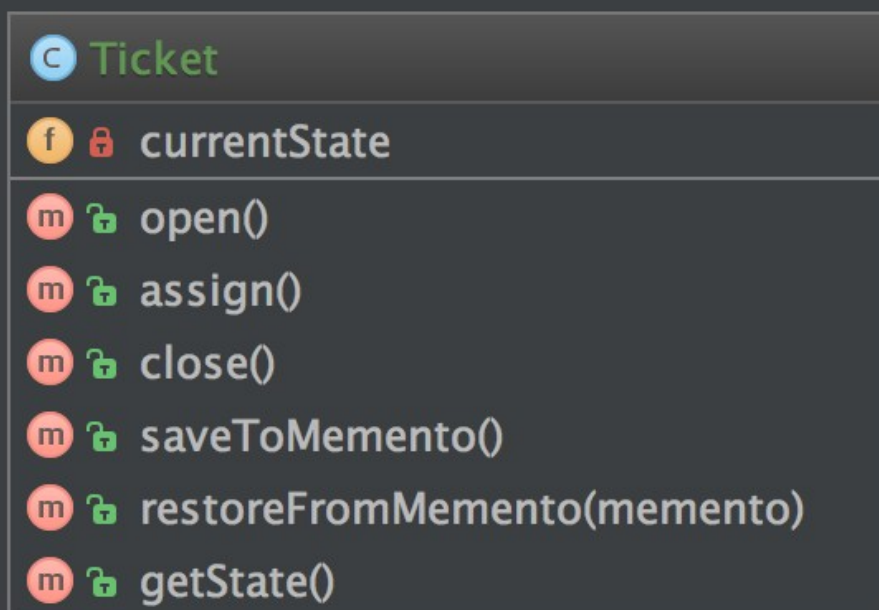 C Ticket
f currentState
m open()
m assign()
m close()
m saveToMemento()
m restoreFromMemento(memento)
m getState()